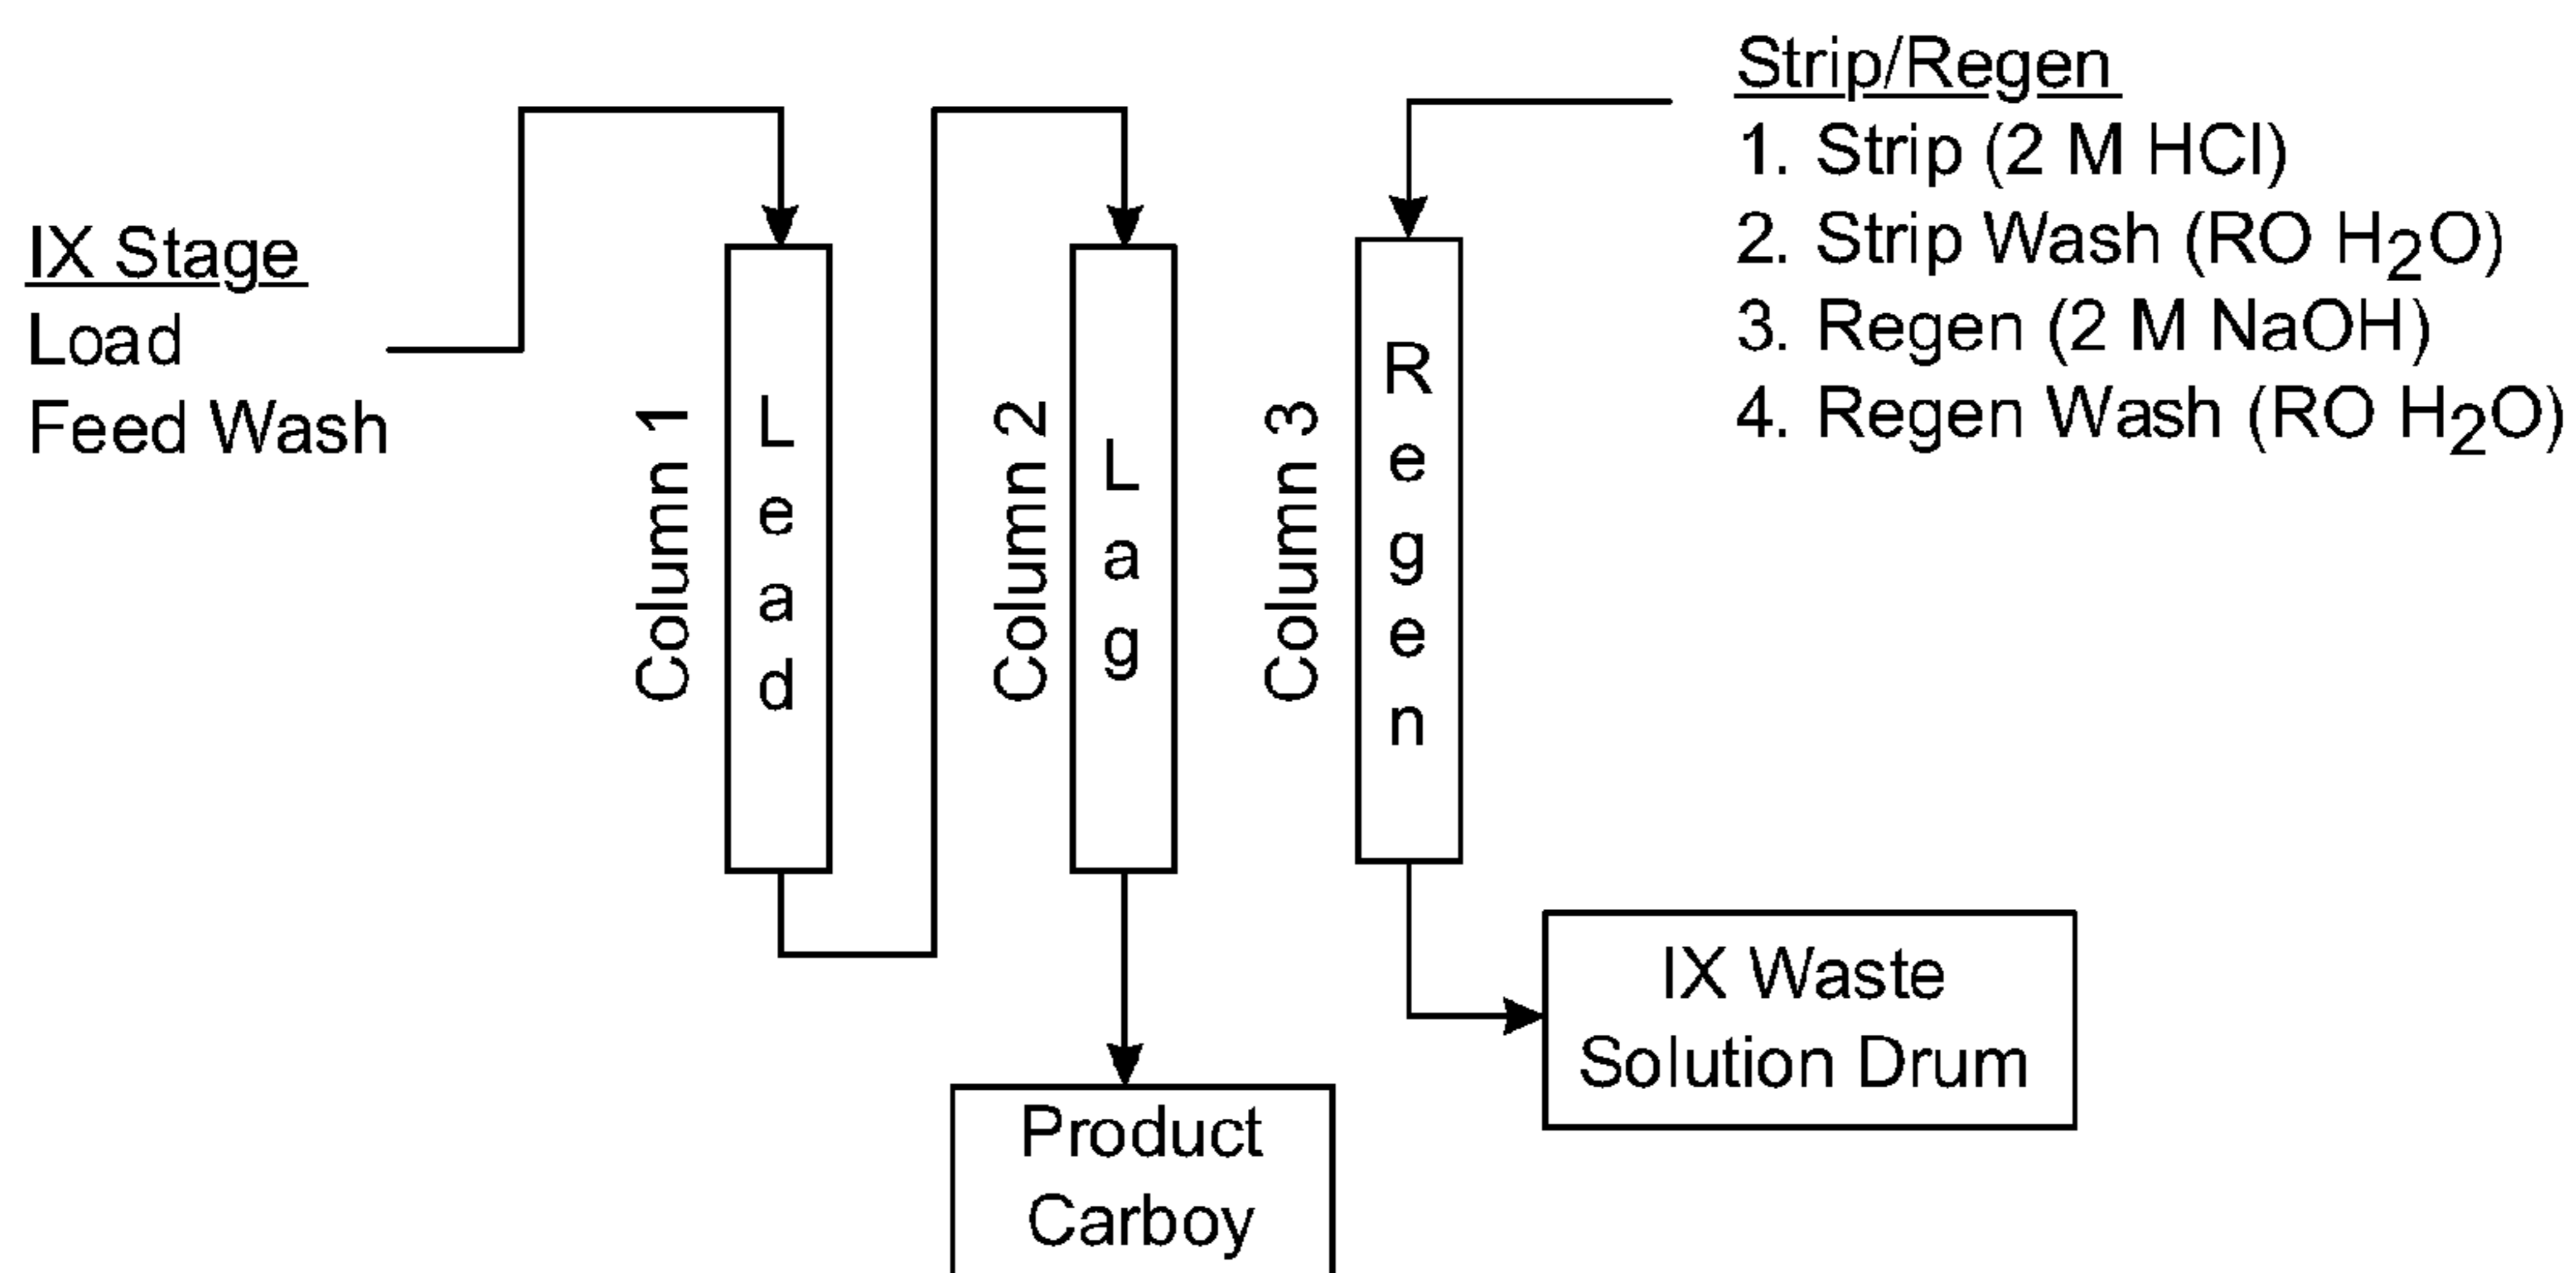 IX Stage
Load
Feed Wash
Column 1
Lead
Column 2
Lag
Column 3
Regen
Strip/Regen
1. Strip (2 M HCl)
2. Strip Wash (RO H2O)
3. Regen (2 M NaOH)
4. Regen Wash (RO H2O)
Product
Carboy
IX Waste
Solution Drum